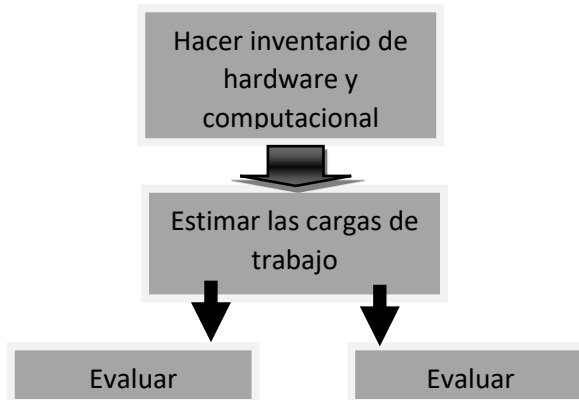 Hacer inventario de
hardware y
computacional
Estimar las cargas de
trabajo
Evaluar
Evaluar